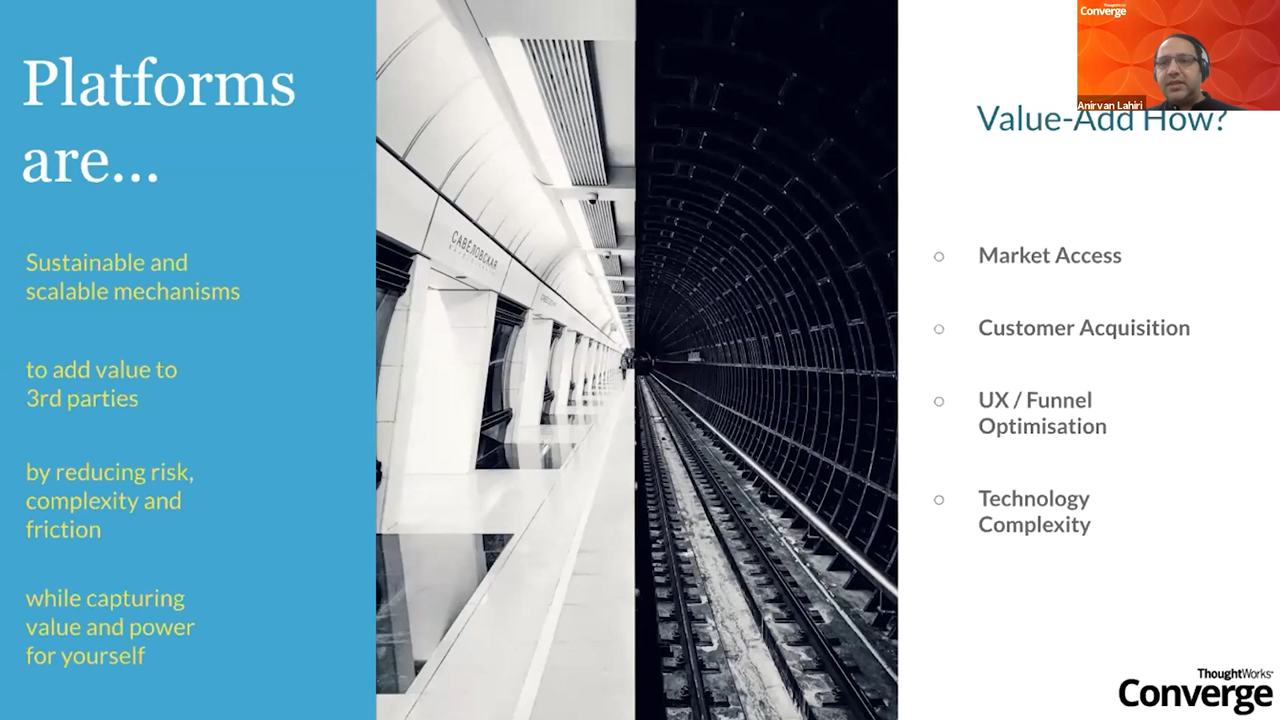 Platforms
are...
Sustainable and
scalable mechanisms
to add value to
3rd parties
by reducing risk,
complexity and
friction
while capturing
value and power
for yourself
САВЁЛОВСКАЯ
ThoughtWorks
Converge
Anirvan Lahiri
Value-Add How?
Market Access
Customer Acquisition
UX / Funnel
Optimisation
Technology
Complexity
ThoughtWorks
Converge